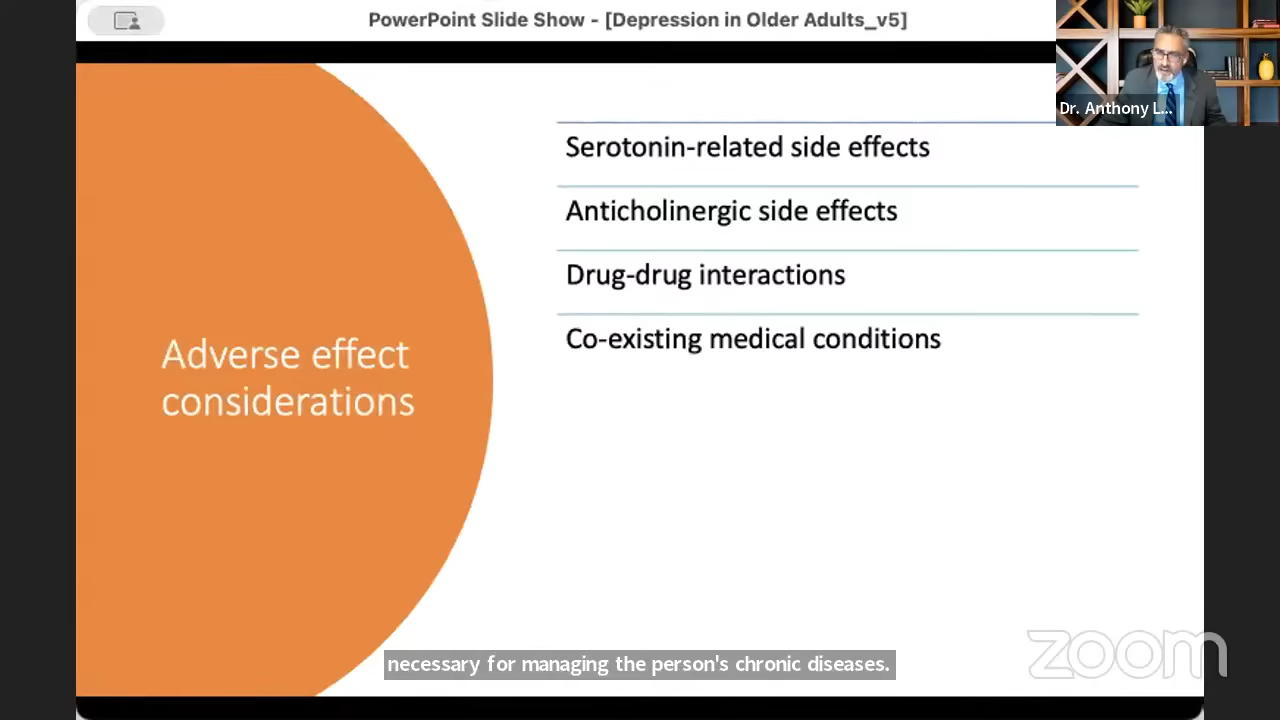 PowerPoint Slide Show - [Depression in Older Adults_v5]
Dr. Anthony L...
Serotonin-related side effects
Anticholinergic side effects
Drug-drug interactions
Co-existing medical conditions
Adverse effect
considerations
necessary for managing the person's chronic diseases.
zoom